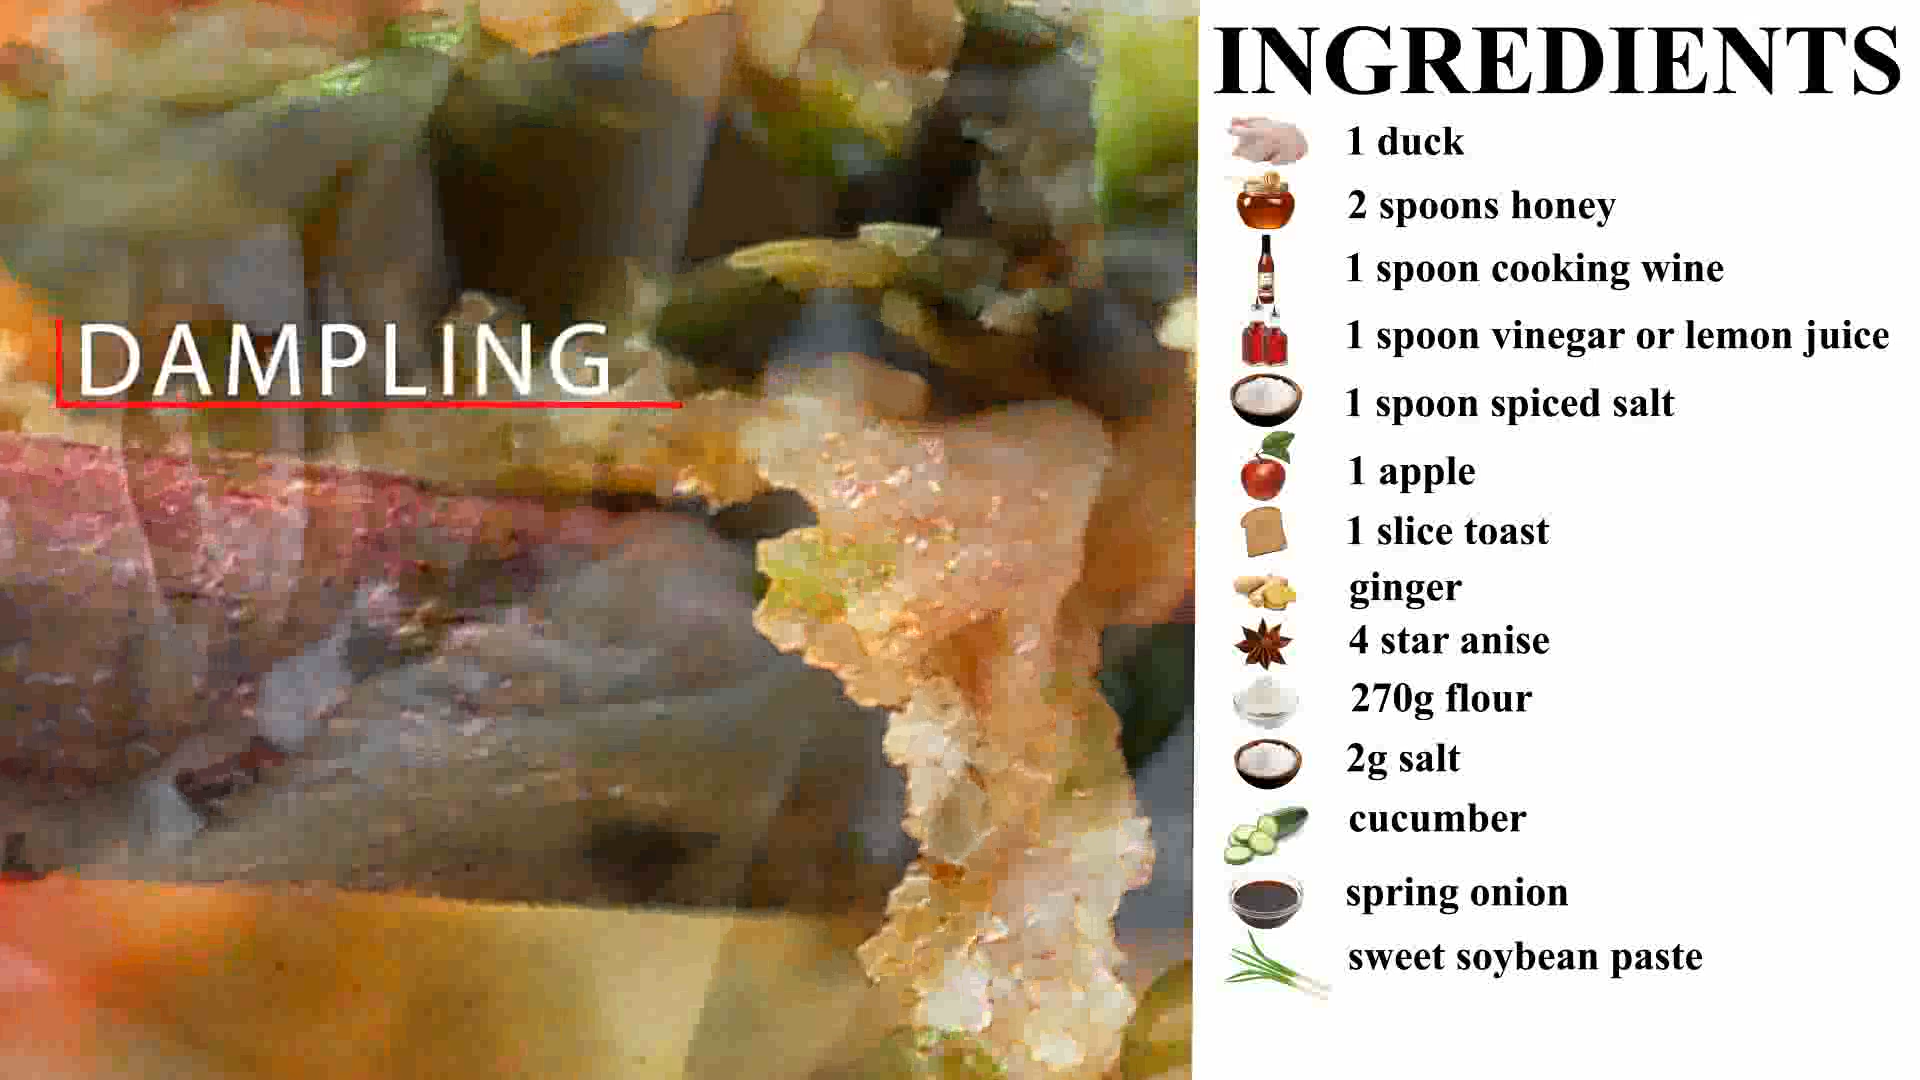 DAMPLING
INGREDIENTS
1 duck
2 spoons honey
1 spoon cooking wine
1 spoon vinegar or lemon juice
1 spoon spiced salt
1 apple
1 slice toast
ginger
4 star anise
270g flour
2g salt
cucumber
spring onion
sweet soybean paste